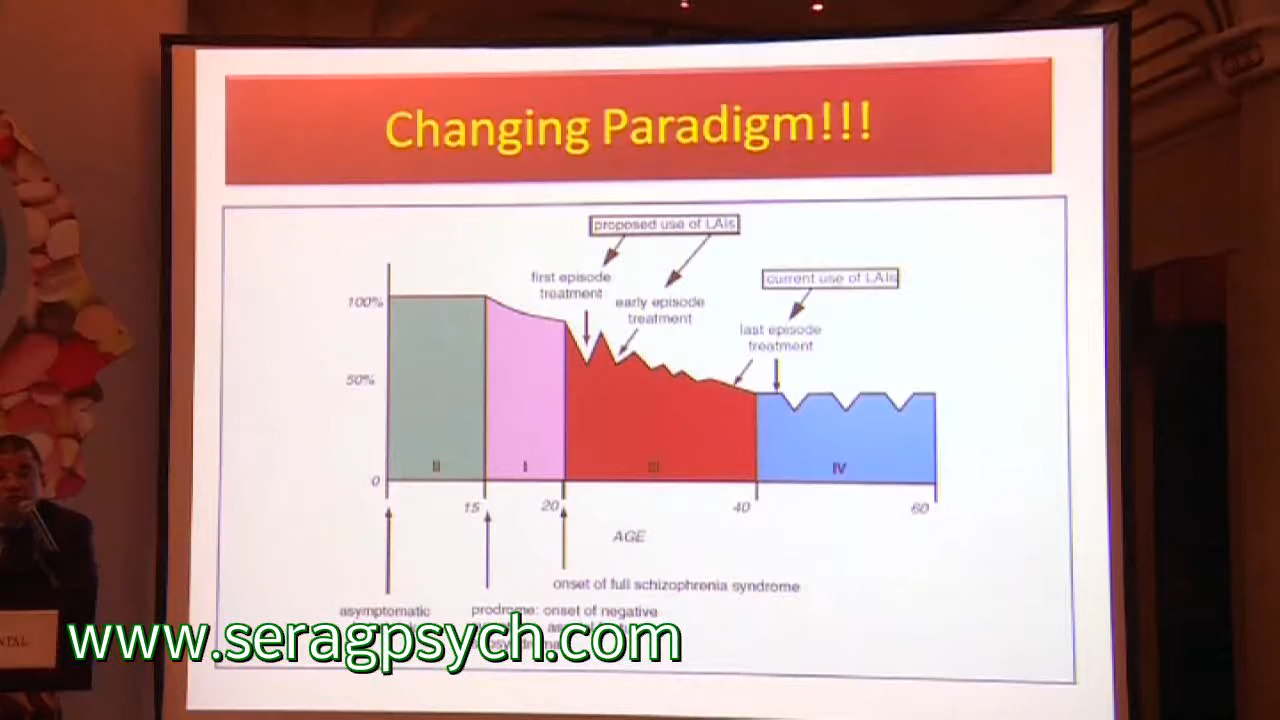 Changing Paradigm!!!
proposed use of LAIs
first episode
treatment
current use of LAIs
early episode
treatment
last episode
treatment
100%
50%
0
II
I
III
IV
15
20
40
60
AGE
onset of full schizophrenia syndrome
asymptomatic
prodrome: onset of negative
www.seragpsych.com